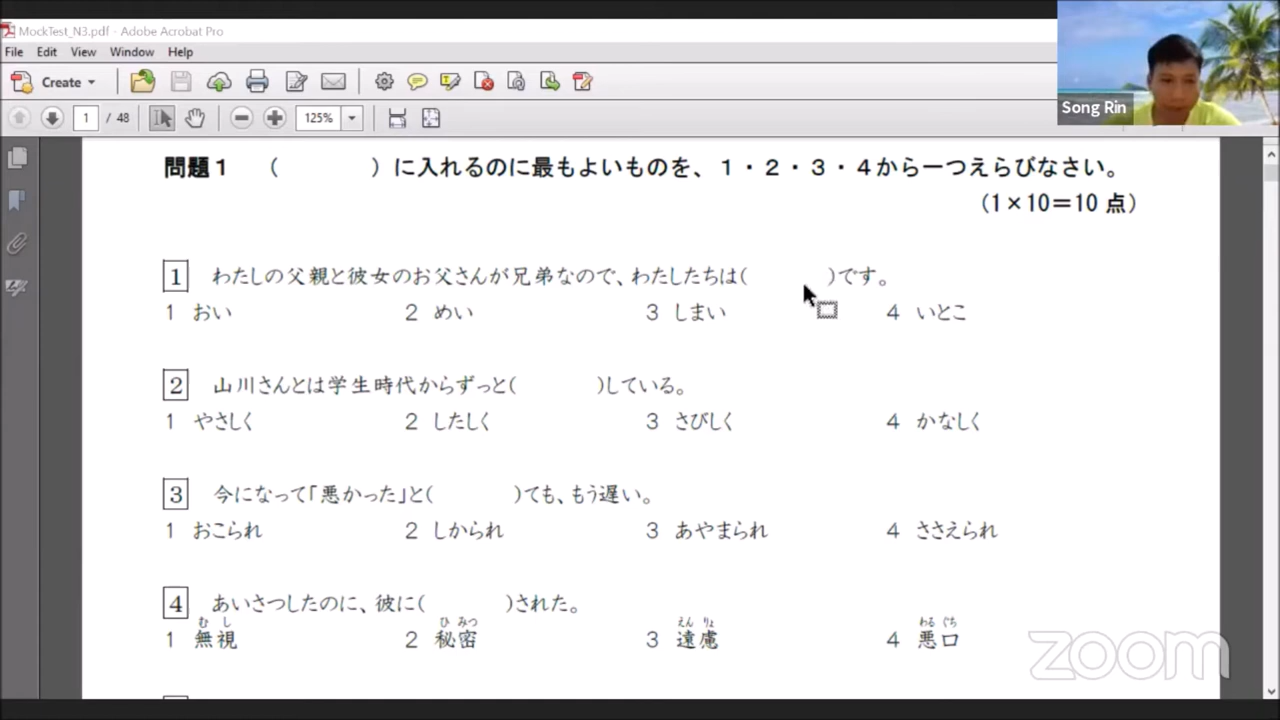 MockTest_N3.pdf - Adobe Acrobat Pro
File Edit View Window Help
Create
Song Rin
1 / 48 125%
問題１ （　　　）に入れるのに最もよいものを、１・２・３・４から一つえらびなさい。
（1×10＝10 点）
1 わたしの父親と彼女のお父さんが兄弟なので、わたしたちは(　　　)です。
1 おい 2 めい 3 しまい 4 いとこ
2 山川さんとは学生時代からずっと(　　　)している。
1 やさしく 2 したしく 3 さびしく 4 かなしく
3 今になって「悪かった」と(　　　)ても、もう遅い。
1 おこられ 2 しかられ 3 あやまられ 4 ささえられ
4 あいさつしたのに、彼に(　　　)された。
む し ひ みつ えん りょ わる ぐち
1 無視 2 秘密 3 遠慮 4 悪口
zoom